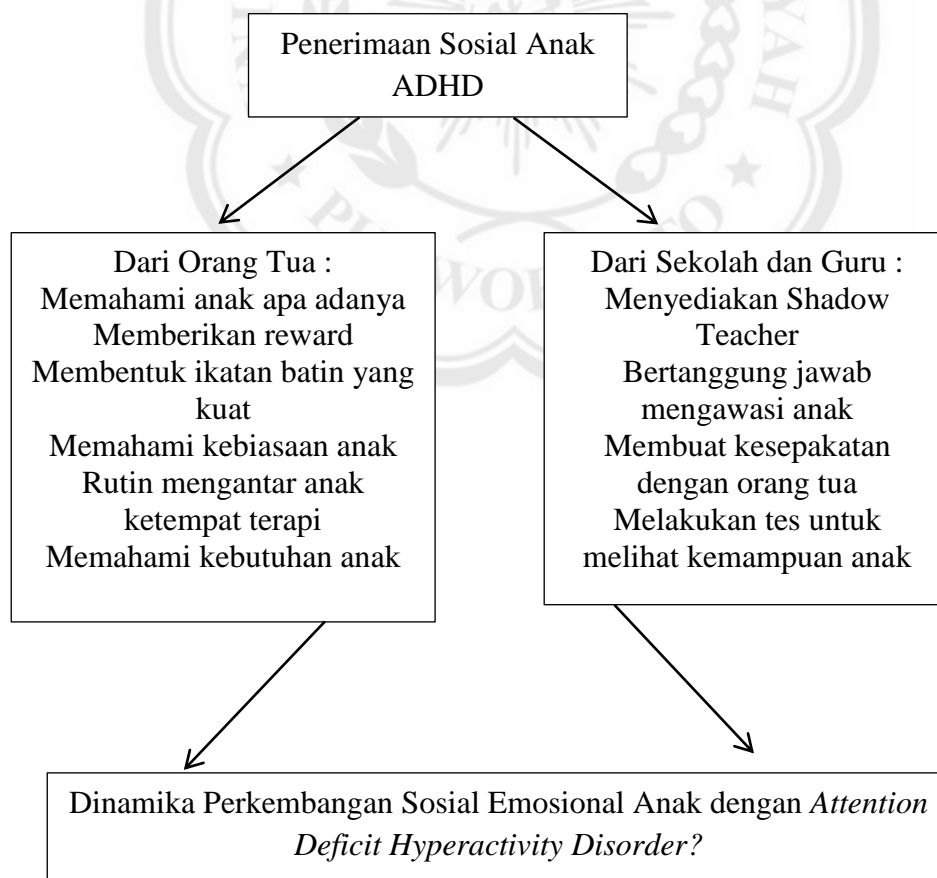 Penerimaan Sosial Anak
ADHD
Dari Orang Tua :
Memahami anak apa adanya
Memberikan reward
Membentuk ikatan batin yang
kuat
Memahami kebiasaan anak
Rutin mengantar anak
ketempat terapi
Memahami kebutuhan anak
Dari Sekolah dan Guru :
Menyediakan Shadow
Teacher
Bertanggung jawab
mengawasi anak
Membuat kesepakatan
dengan orang tua
Melakukan tes untuk
melihat kemampuan anak
Dinamika Perkembangan Sosial Emosional Anak dengan Attention
Deficit Hyperactivity Disorder?